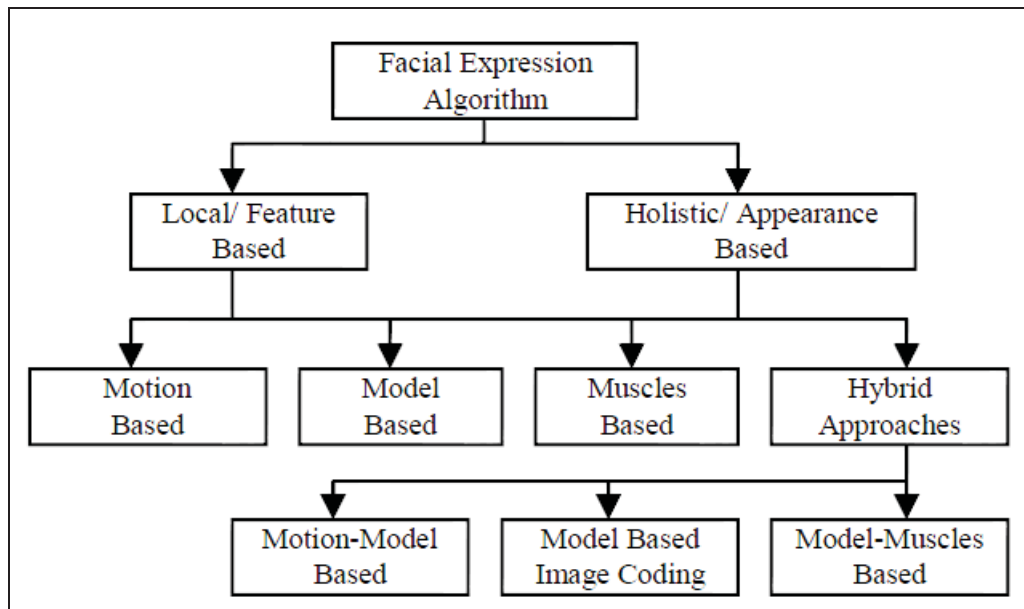 Facial Expression
Algorithm
Local/ Feature
Based
Holistic/ Appearance
Based
Motion
Based
Model
Based
Muscles
Based
Hybrid
Approaches
Motion-Model
Based
Model Based
Image Coding
Model-Muscles
Based